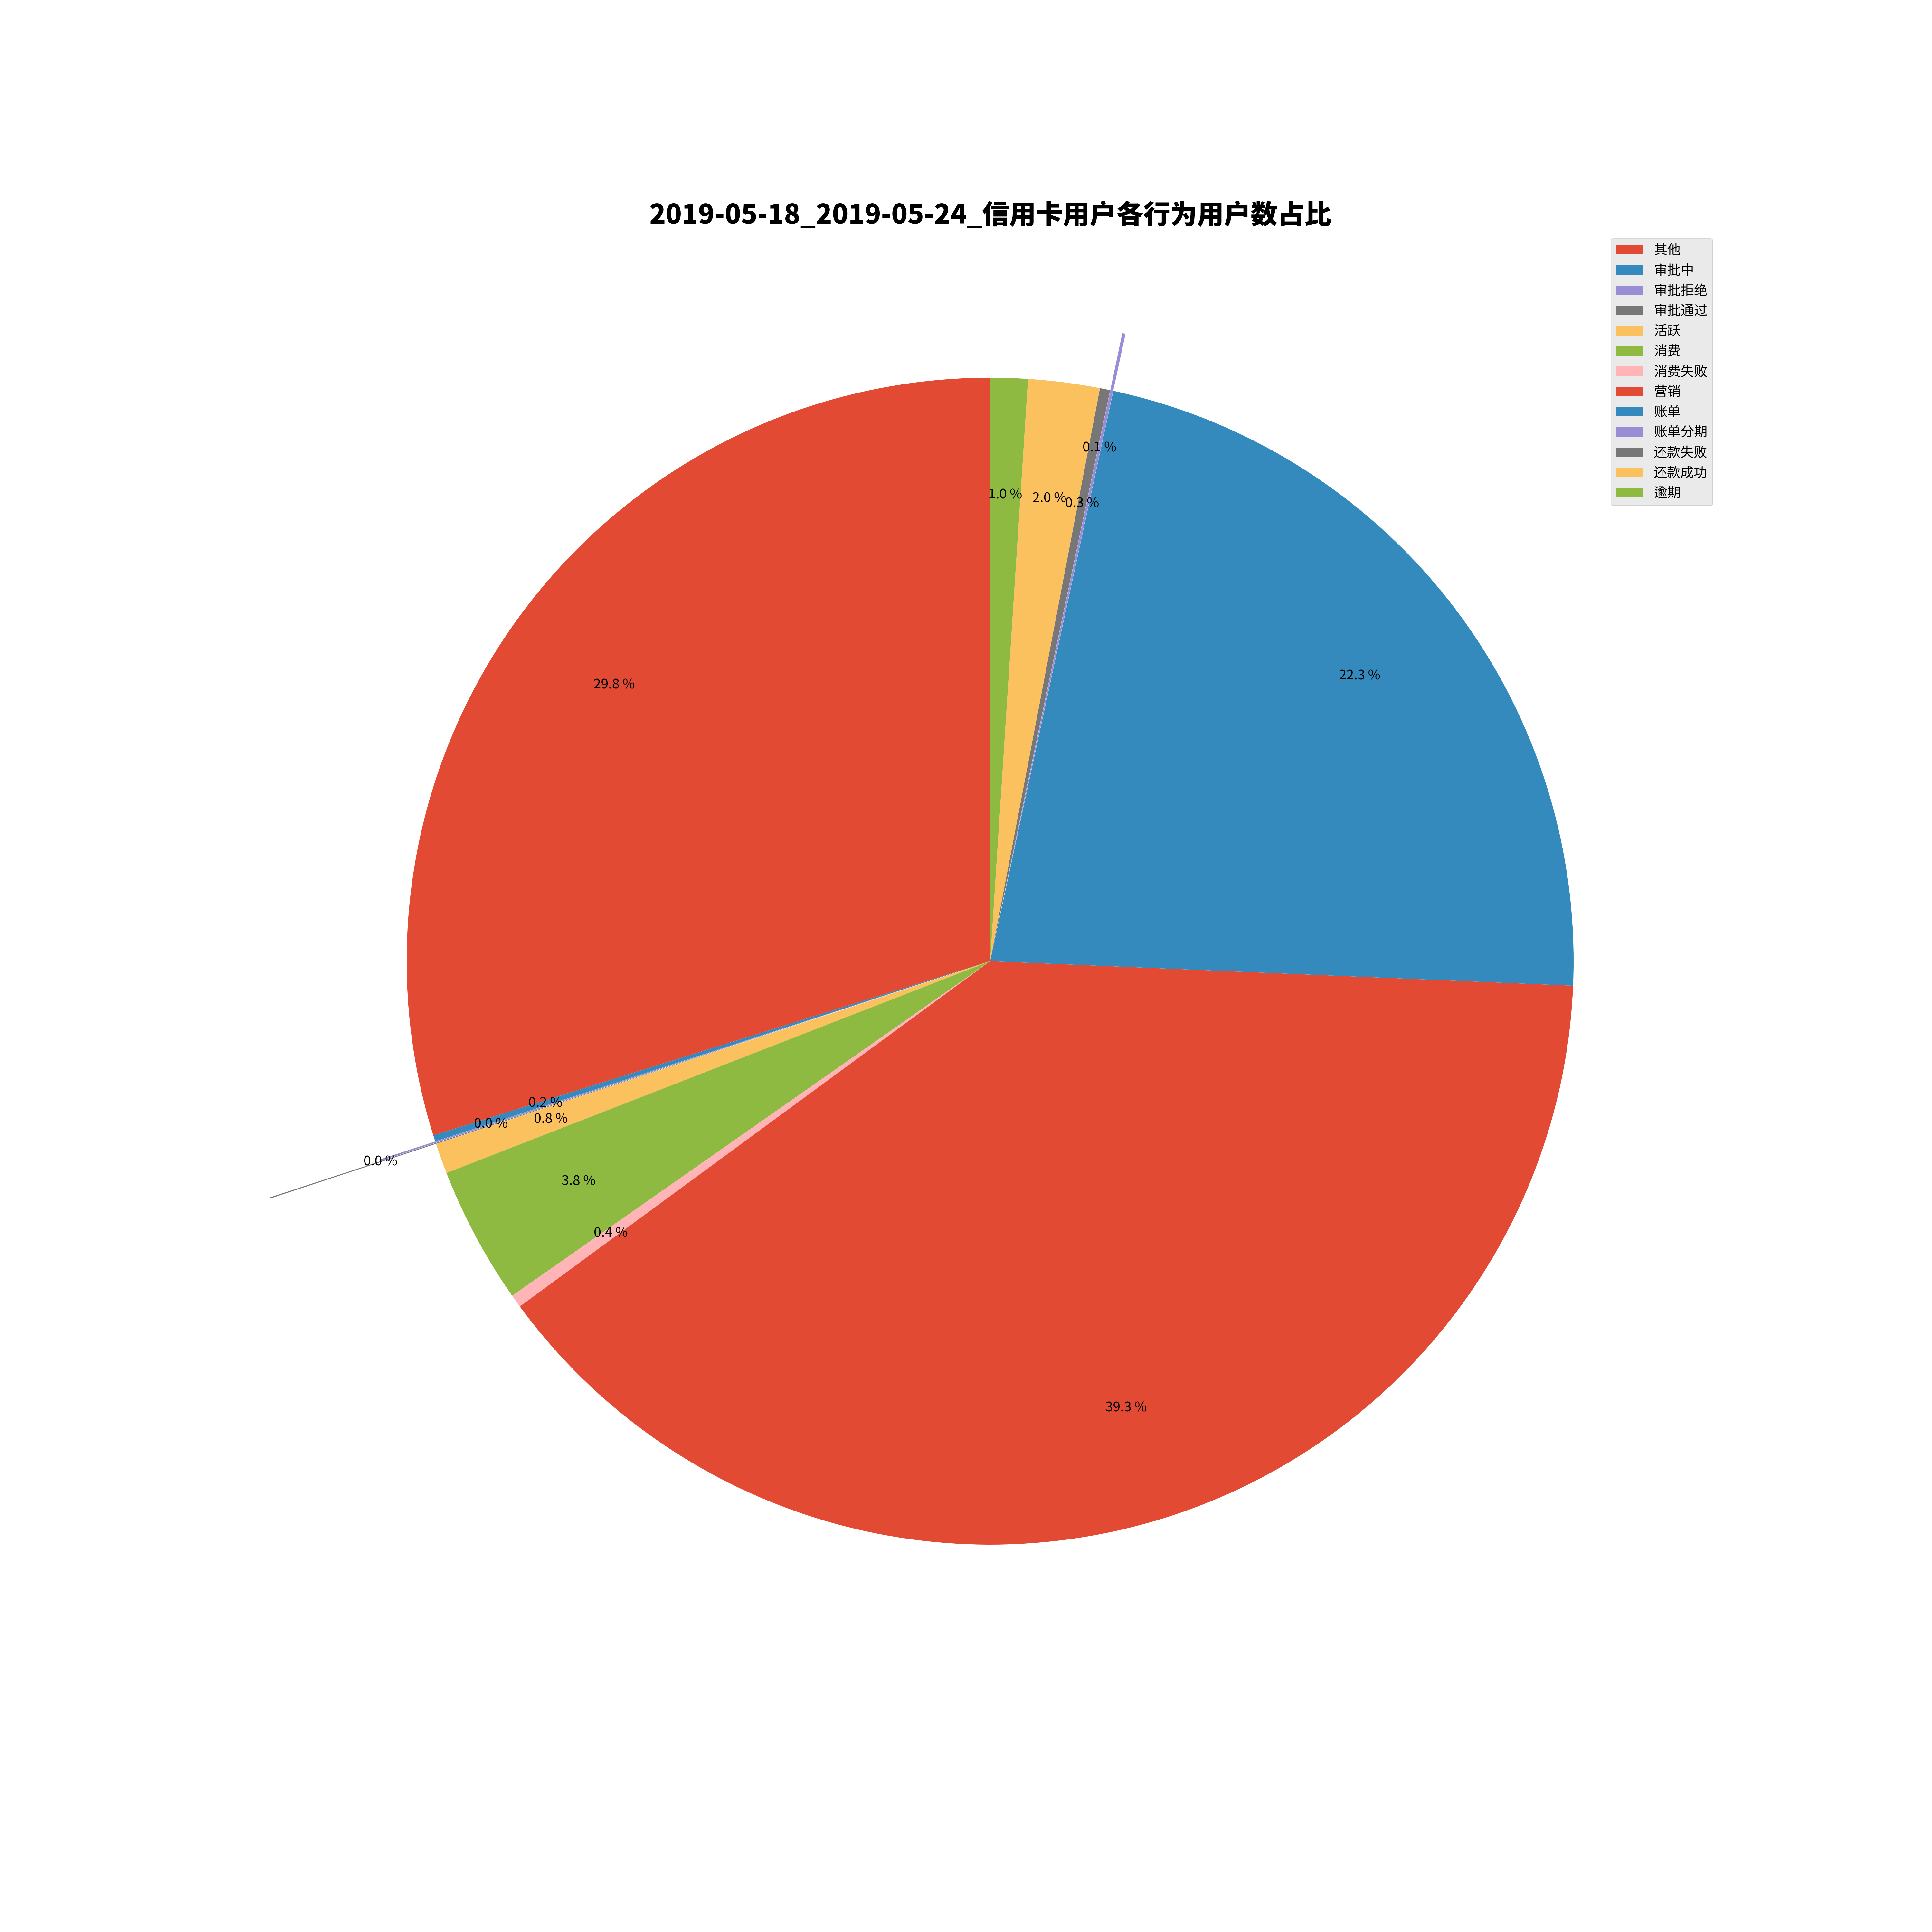 2019-05-18_2019-05-24_信用卡用户各行为用户数占比
其他
审批中
审批拒绝
审批通过
活跃
消费
消费失败
营销
账单
账单分期
还款失败
还款成功
逾期
0.1 %
1.0 %
2.0 %
0.3 %
22.3 %
29.8 %
0.2 %
0.8 %
0.0 %
0.0 %
3.8 %
0.4 %
39.3 %